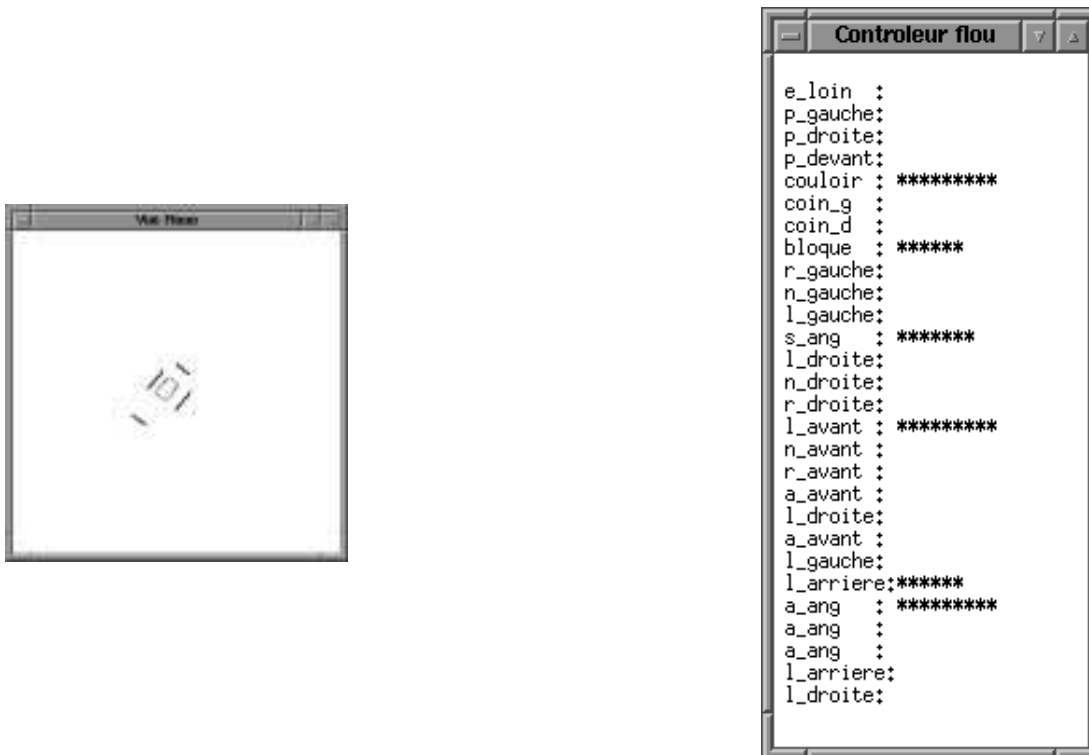 Controleur flou
e_loin  :
p_gauche:
p_droite:
p_devant:
couloir : *********
coin_g  :
coin_d  :
bloque  : ******
r_gauche:
n_gauche:
l_gauche:
s_ang   : *******
l_droite:
n_droite:
r_droite:
l_avant : *********
n_avant :
r_avant :
a_avant :
l_droite:
a_avant :
l_gauche:
l_arriere:******
a_ang   : *********
a_ang   :
a_ang   :
l_arriere:
l_droite: